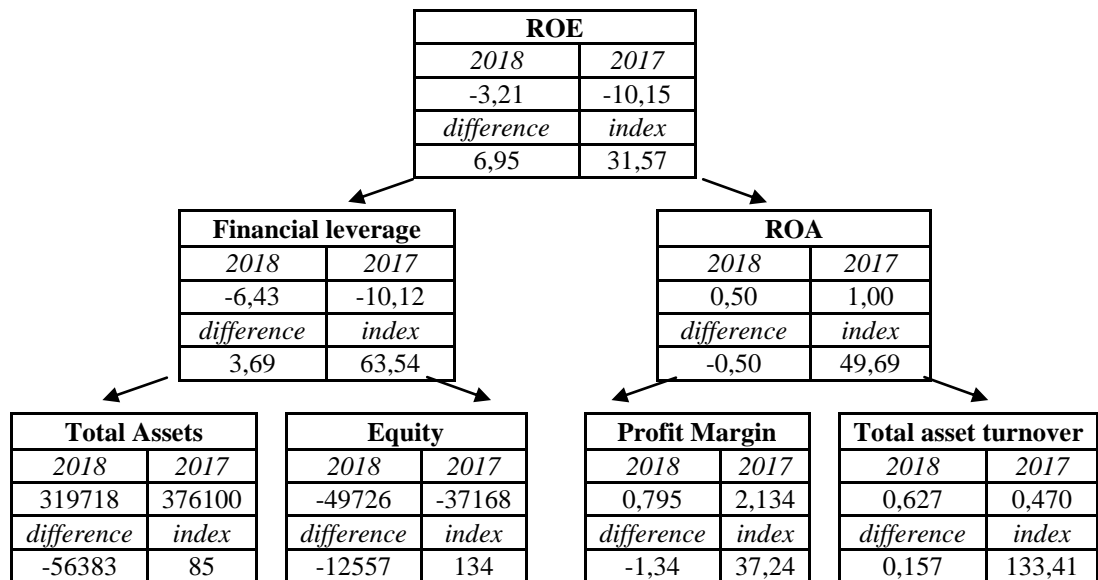 ROE
2018 2017
-3,21 -10,15
difference index
6,95 31,57
Financial leverage
2018 2017
-6,43 -10,12
difference index
3,69 63,54
ROA
2018 2017
0,50 1,00
difference index
-0,50 49,69
Total Assets
2018 2017
319718 376100
difference index
-56383 85
Equity
2018 2017
-49726 -37168
difference index
-12557 134
Profit Margin
2018 2017
0,795 2,134
difference index
-1,34 37,24
Total asset turnover
2018 2017
0,627 0,470
difference index
0,157 133,41